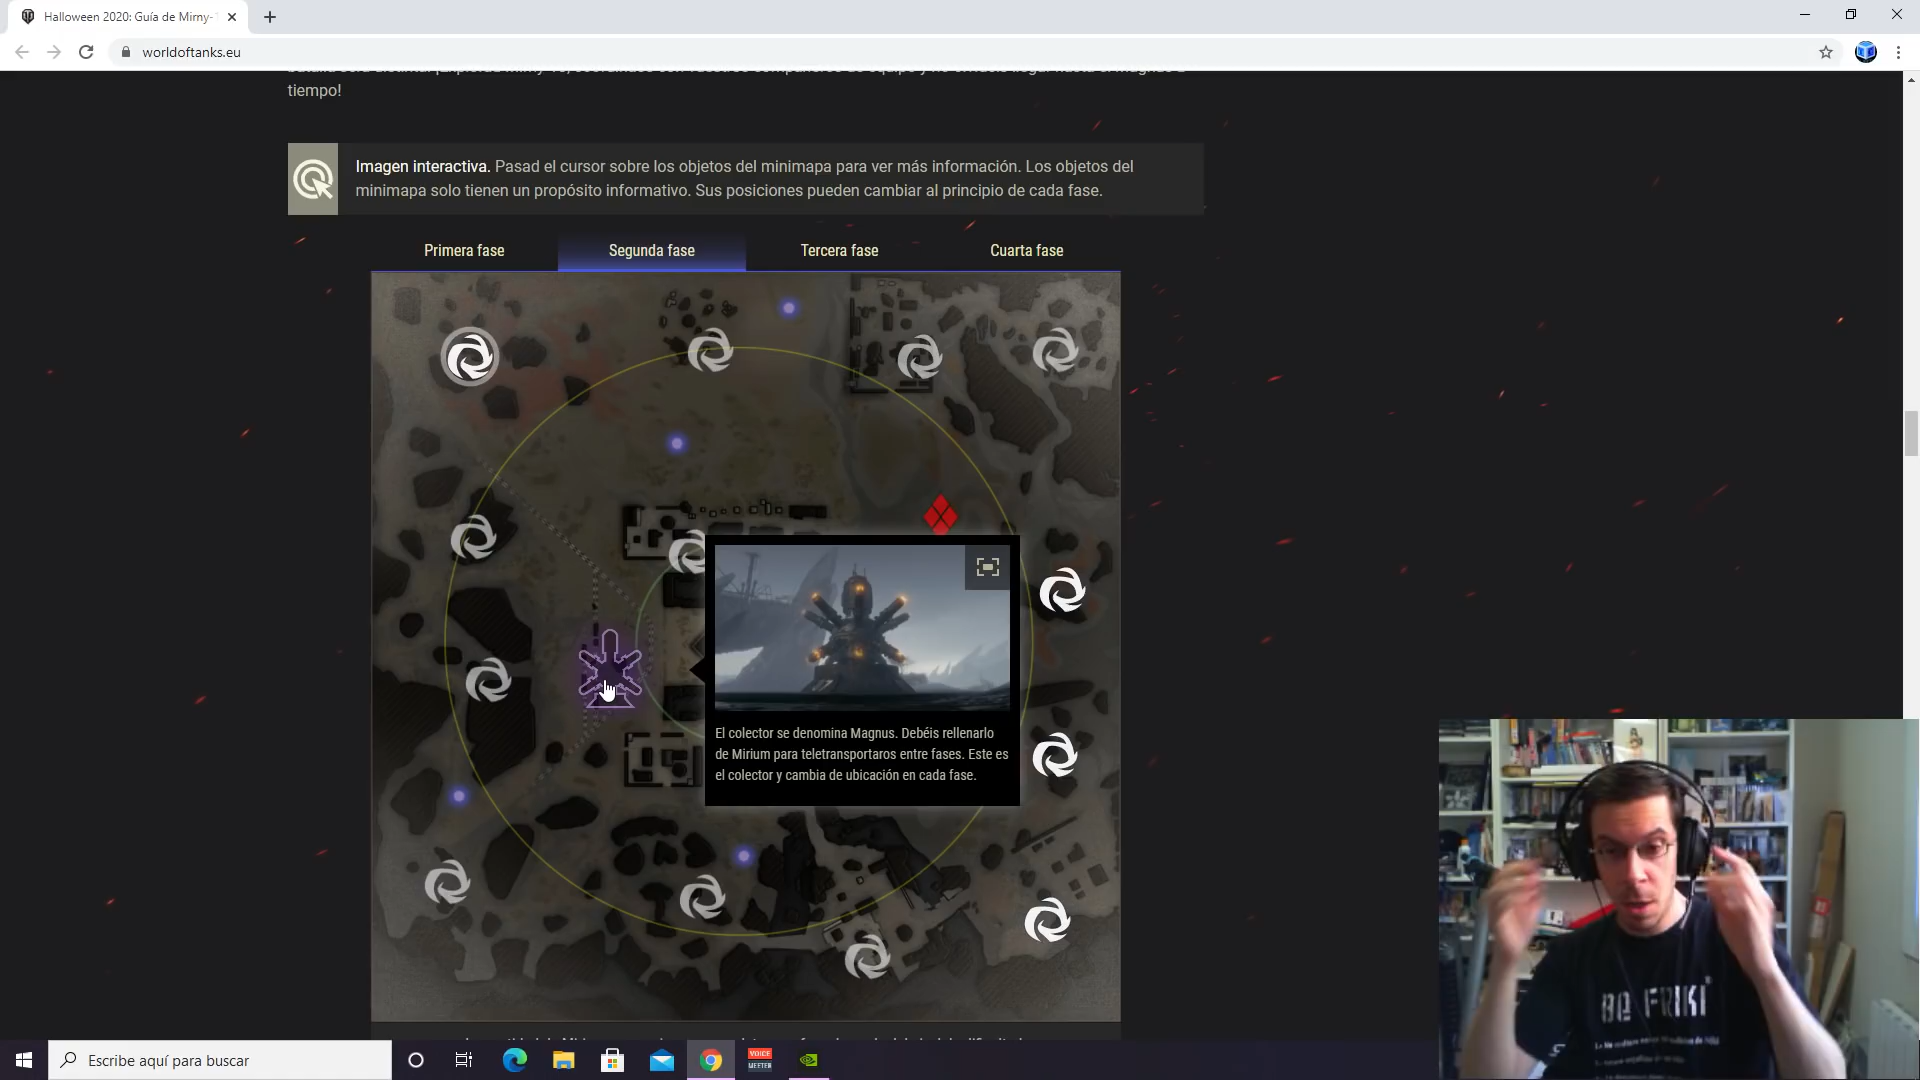 Halloween 2020: Guía de Mirny-
worldoftanks.eu
tiempo!
Imagen interactiva. Pasad el cursor sobre los objetos del minimapa para ver más información. Los objetos del
minimapa solo tienen un propósito informativo. Sus posiciones pueden cambiar al principio de cada fase.
Primera fase
Segunda fase
Tercera fase
Cuarta fase
El colector se denomina Magnus. Debéis rellenarlo
de Mirium para teletransportaros entre fases. Este es
el colector y cambia de ubicación en cada fase.
BE FRIKI
Escribe aquí para buscar
VOICE
MEETER